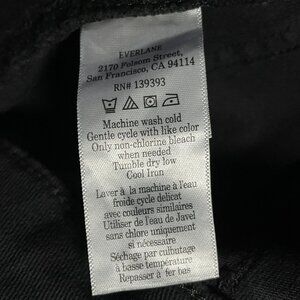 EVERLANE
2170 Folsom Street,
San Francisco, CA 94114
RN# 139393
Machine wash cold
Gentle cycle with like color
Only non-chlorine bleach
when needed
Tumble dry low
Cool Iron
Laver à la machine à l'eau
froide cycle délicat
avec couleurs similaires
Utiliser de l'eau de Javel
sans chlore uniquement
si nécessaire
Séchage par culbutage
à basse température
Repasser à fer bas